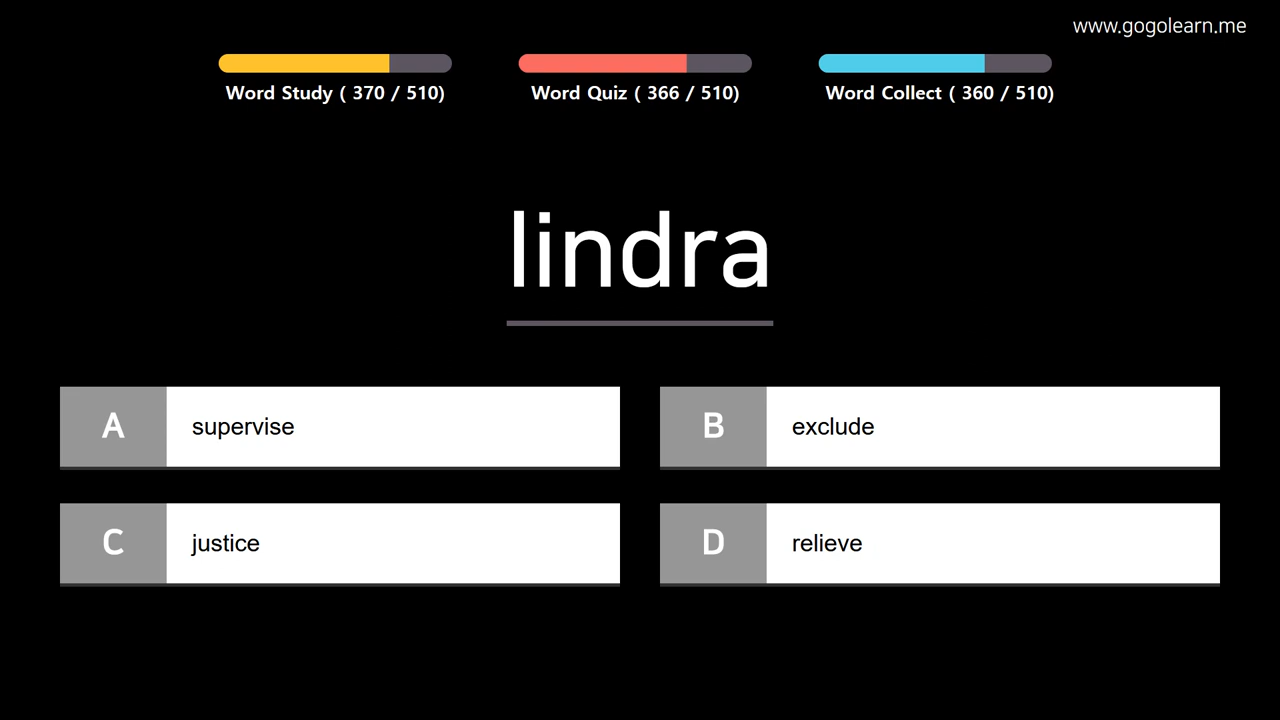 www.gogolearn.me
Word Study ( 370 / 510)
Word Quiz ( 366 / 510)
Word Collect ( 360 / 510)
lindra
A supervise
B exclude
C justice
D relieve